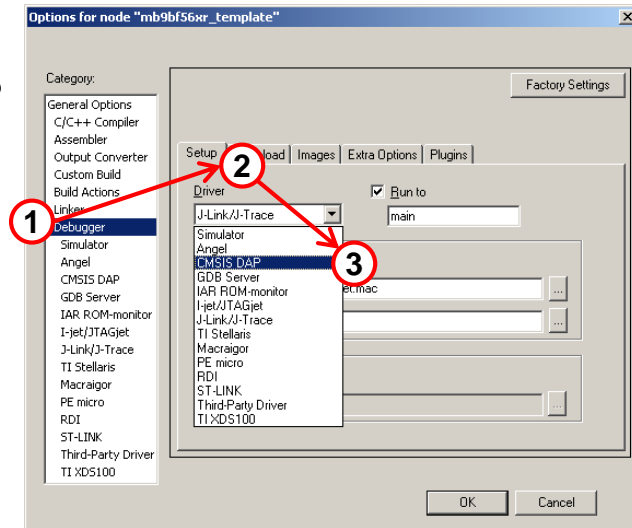 Options for node "mb9bf56xr_template"
Category:
Factory Settings
General Options
C/C++ Compiler
Assembler
Output Converter
Custom Build
Build Actions
Linker
Debugger
Simulator
Angel
CMSIS DAP
GDB Server
IAR ROM-monitor
I-jet/JTAGjet
J-Link/J-Trace
TI Stellaris
Macraigor
PE micro
RDI
ST-LINK
Third-Party Driver
TI XDS100
Setup
Images
Extra Options
Plugins
1
2
3
Driver
Run to
J-Link/J-Trace
main
Simulator
Angel
CMSIS DAP
GDB Server
IAR ROM-monitor
I-jet/JTAGjet
J-Link/J-Trace
TI Stellaris
Macraigor
PE micro
RDI
ST-LINK
Third-Party Driver
TI XDS100
...
...
...
OK
Cancel